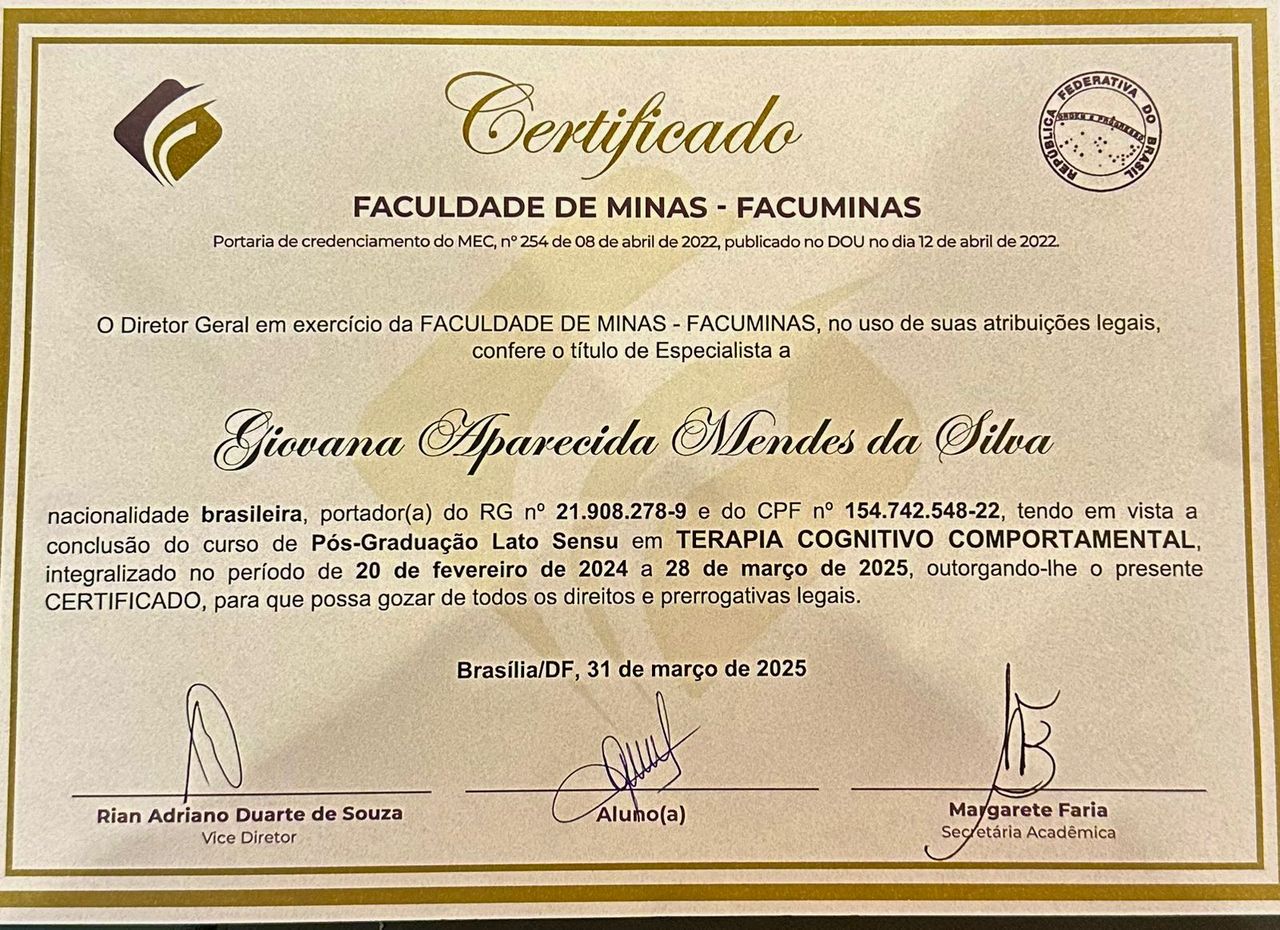 Certificado
REPÚBLICA FEDERATIVA DO BRASIL
ORDEM E PROGRESSO
FACULDADE DE MINAS - FACUMINAS
Portaria de credenciamento do MEC, nº 254 de 08 de abril de 2022, publicado no DOU no dia 12 de abril de 2022.
O Diretor Geral em exercício da FACULDADE DE MINAS - FACUMINAS, no uso de suas atribuições legais,
confere o título de Especialista a
Giovana Aparecida Mendes da Silva
nacionalidade brasileira, portador(a) do RG nº 21.908.278-9 e do CPF nº 154.742.548-22, tendo em vista a
conclusão do curso de Pós-Graduação Lato Sensu em TERAPIA COGNITIVO COMPORTAMENTAL,
integralizado no período de 20 de fevereiro de 2024 a 28 de março de 2025, outorgando-lhe o presente
CERTIFICADO, para que possa gozar de todos os direitos e prerrogativas legais.
Brasília/DF, 31 de março de 2025
Rian Adriano Duarte de Souza
Vice Diretor
Aluno(a)
Margarete Faria
Secretária Acadêmica